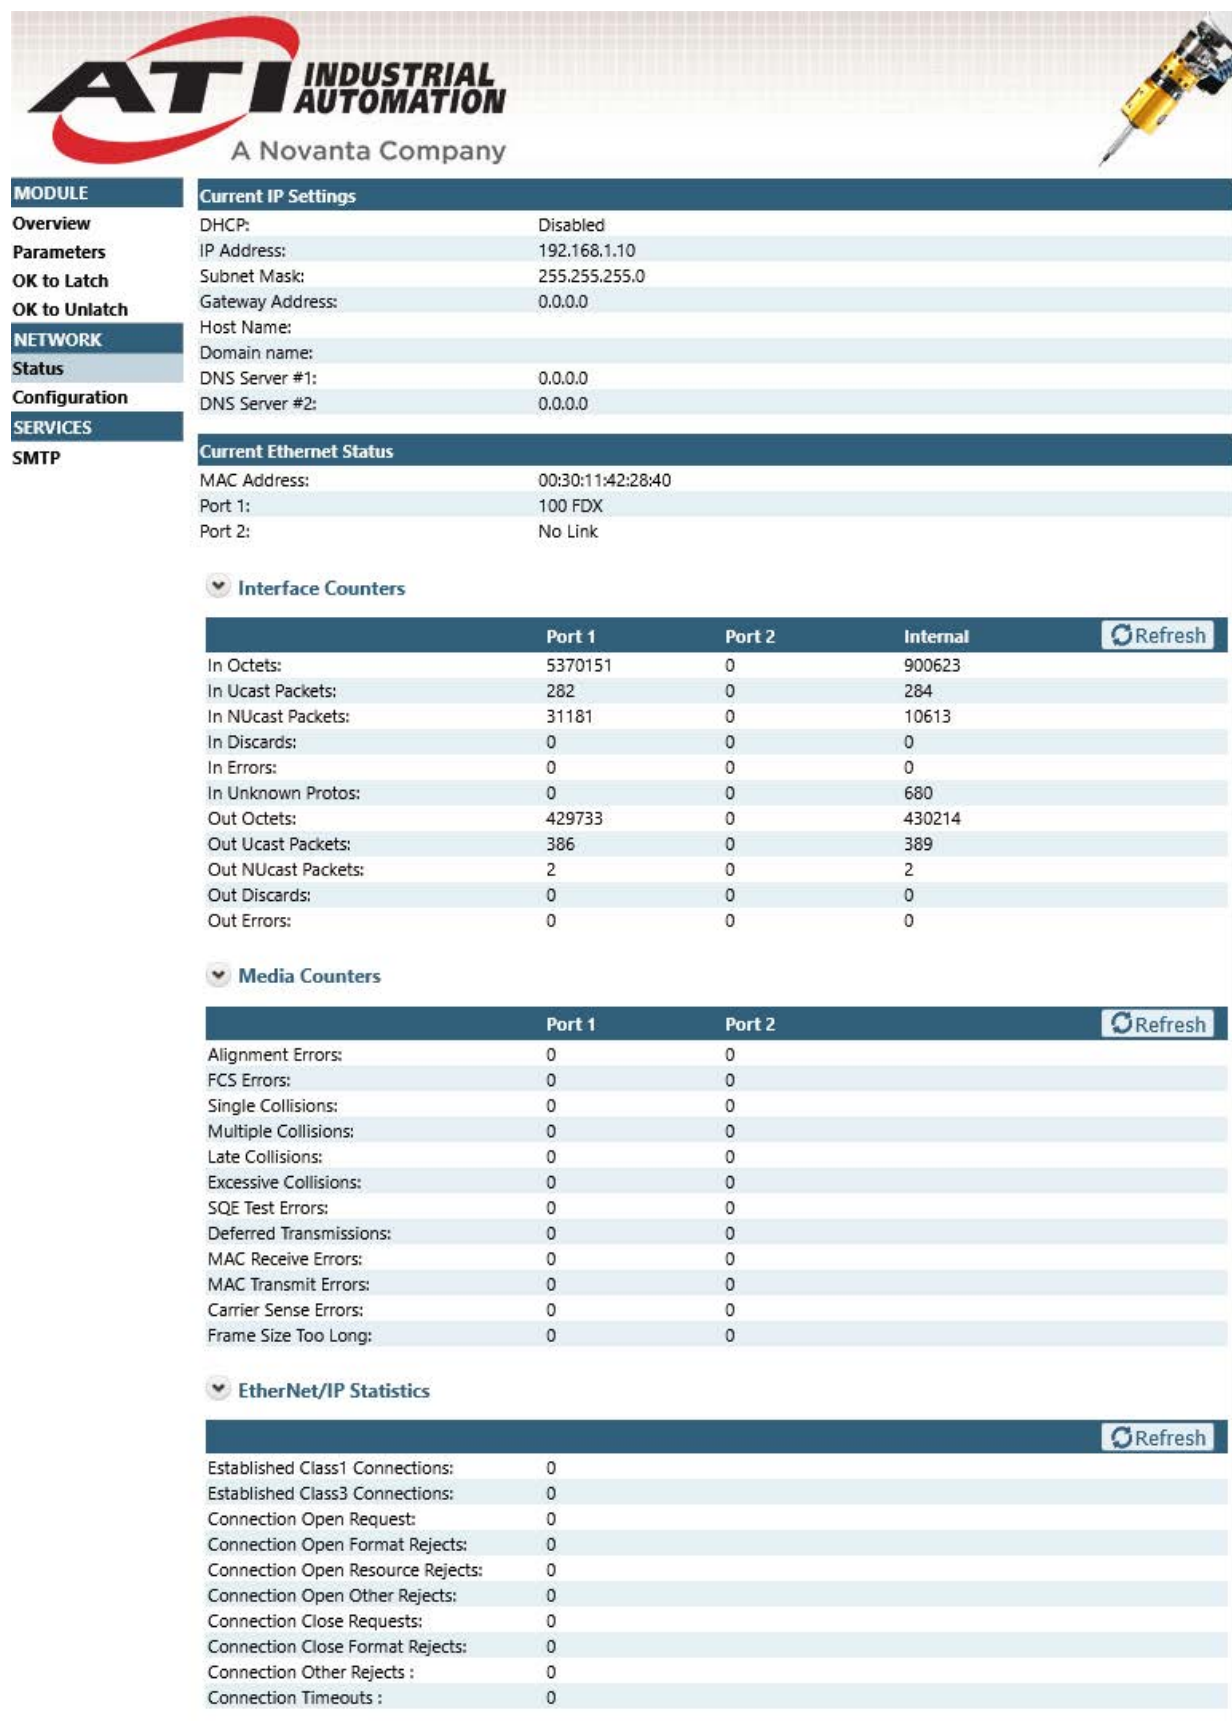 ATI INDUSTRIAL
AUTOMATION
A Novanta Company
MODULE
Overview
Parameters
OK to Latch
OK to Unlatch
NETWORK
Status
Configuration
SERVICES
SMTP
Current IP Settings
DHCP: Disabled
IP Address: 192.168.1.10
Subnet Mask: 255.255.255.0
Gateway Address: 0.0.0.0
Host Name:
Domain name:
DNS Server #1: 0.0.0.0
DNS Server #2: 0.0.0.0
Current Ethernet Status
MAC Address: 00:30:11:42:28:40
Port 1: 100 FDX
Port 2: No Link
Interface Counters
Port 1 Port 2 Internal Refresh
In Octets: 5370151 0 900623
In Ucast Packets: 282 0 284
In NUcast Packets: 31181 0 10613
In Discards: 0 0 0
In Errors: 0 0 0
In Unknown Protos: 0 0 680
Out Octets: 429733 0 430214
Out Ucast Packets: 386 0 389
Out NUcast Packets: 2 0 2
Out Discards: 0 0 0
Out Errors: 0 0 0
Media Counters
Port 1 Port 2 Refresh
Alignment Errors: 0 0
FCS Errors: 0 0
Single Collisions: 0 0
Multiple Collisions: 0 0
Late Collisions: 0 0
Excessive Collisions: 0 0
SQE Test Errors: 0 0
Deferred Transmissions: 0 0
MAC Receive Errors: 0 0
MAC Transmit Errors: 0 0
Carrier Sense Errors: 0 0
Frame Size Too Long: 0 0
EtherNet/IP Statistics
Refresh
Established Class1 Connections: 0
Established Class3 Connections: 0
Connection Open Request: 0
Connection Open Format Rejects: 0
Connection Open Resource Rejects: 0
Connection Open Other Rejects: 0
Connection Close Requests: 0
Connection Close Format Rejects: 0
Connection Other Rejects : 0
Connection Timeouts : 0